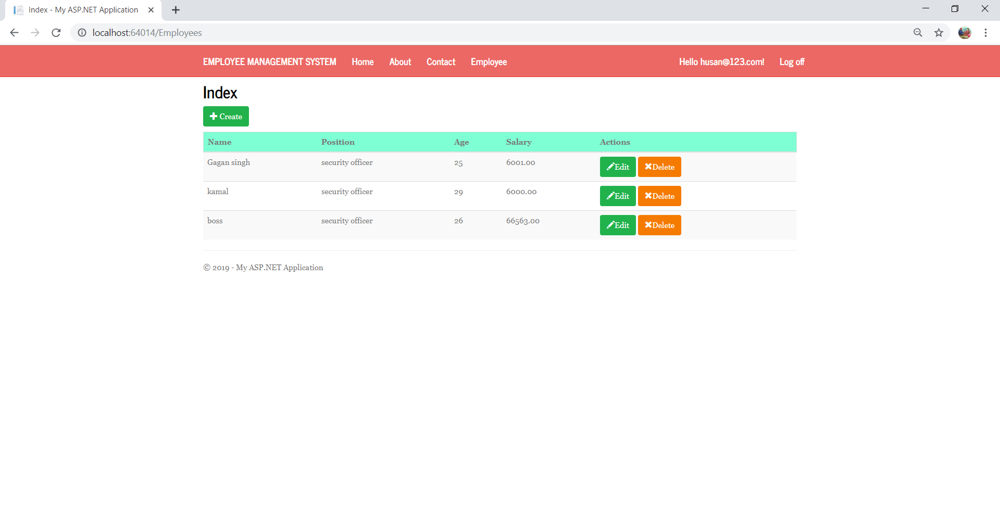 Index - My ASP.NET Application
localhost:64014/Employees
EMPLOYEE MANAGEMENT SYSTEM Home About Contact Employee Hello husan@123.com! Log off
Index
Create
Name Position Age Salary Actions
Gagan singh security officer 25 6001.00 Edit Delete
kamal security officer 29 6000.00 Edit Delete
boss security officer 26 66563.00 Edit Delete
© 2019 - My ASP.NET Application